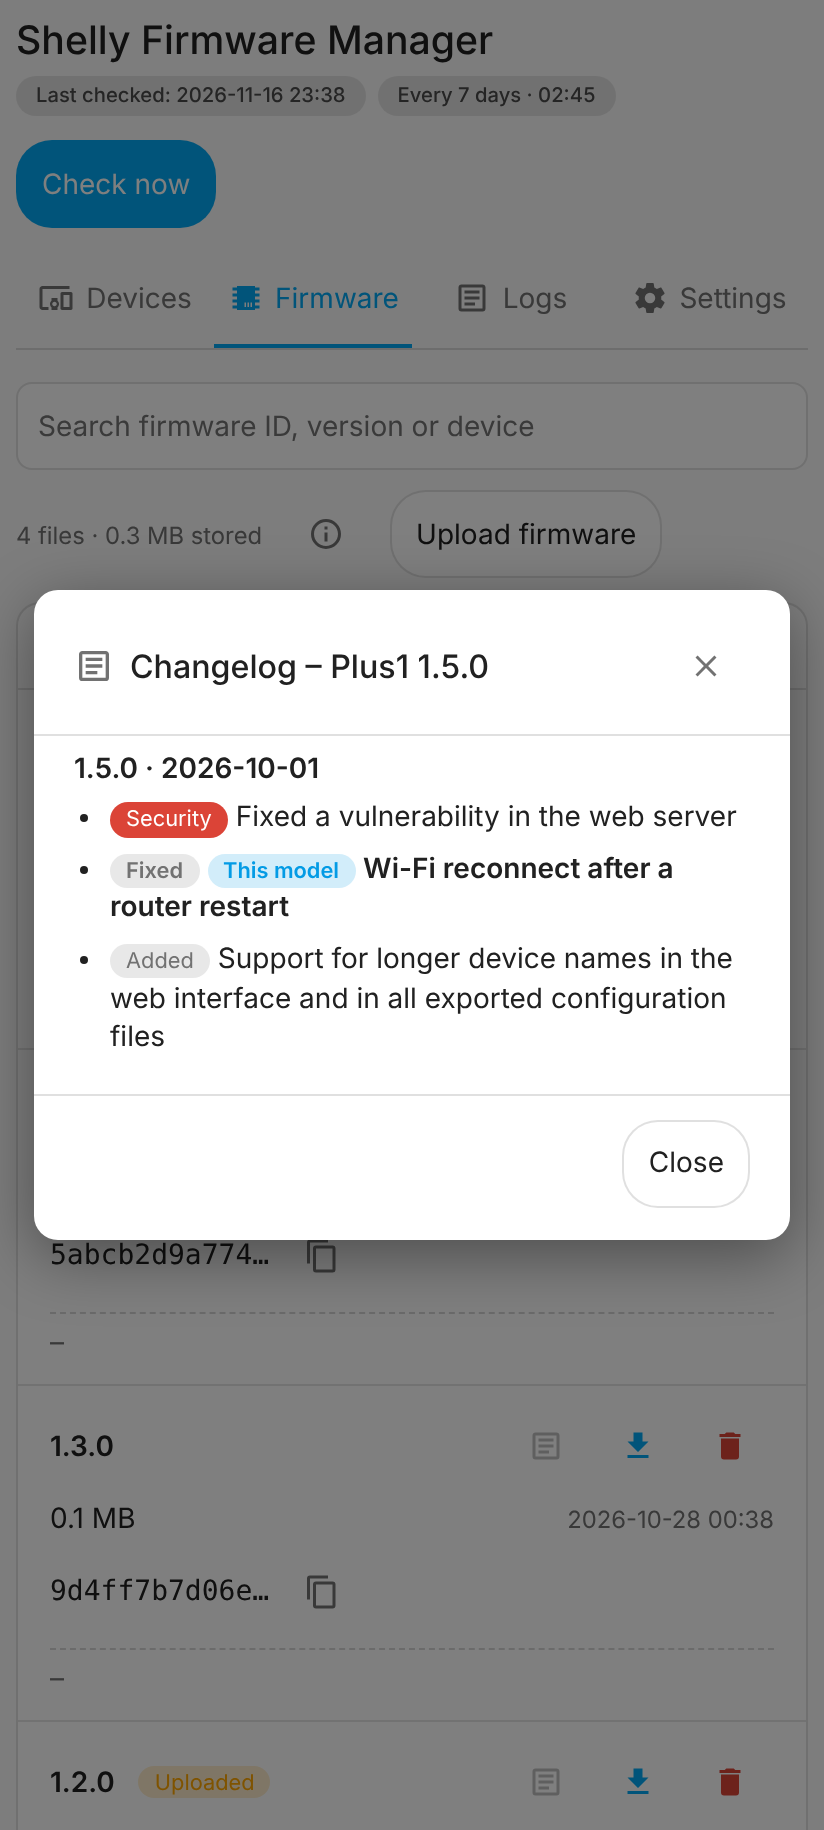 Shelly Firmware Manager
Last checked: 2026-11-16 23:38
Every 7 days · 02:45
Check now
Devices
Firmware
Logs
Settings
Search firmware ID, version or device
4 files · 0.3 MB stored
Upload firmware
Changelog – Plus1 1.5.0
1.5.0 · 2026-10-01
• Security Fixed a vulnerability in the web server
• Fixed This model Wi-Fi reconnect after a
router restart
• Added Support for longer device names in the
web interface and in all exported configuration
files
Close
5abcb2d9a774…
–
1.3.0
0.1 MB
2026-10-28 00:38
9d4ff7b7d06e…
–
1.2.0 Uploaded